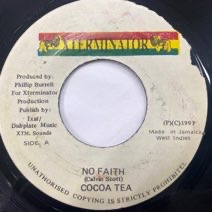 XTERMINATOR
Produced by:
Phillip Burrell
For Xterminator
Production
Publish by:
Dubplate Music
XTM. Sounds
SIDE. A
(P)(C)1997
Made in Jamaica
West Indies
NO FAITH
(Calvin Scott)
COCOA TEA
UNAUTHORISED COPYING IS STRICTLY PROHIBITED.